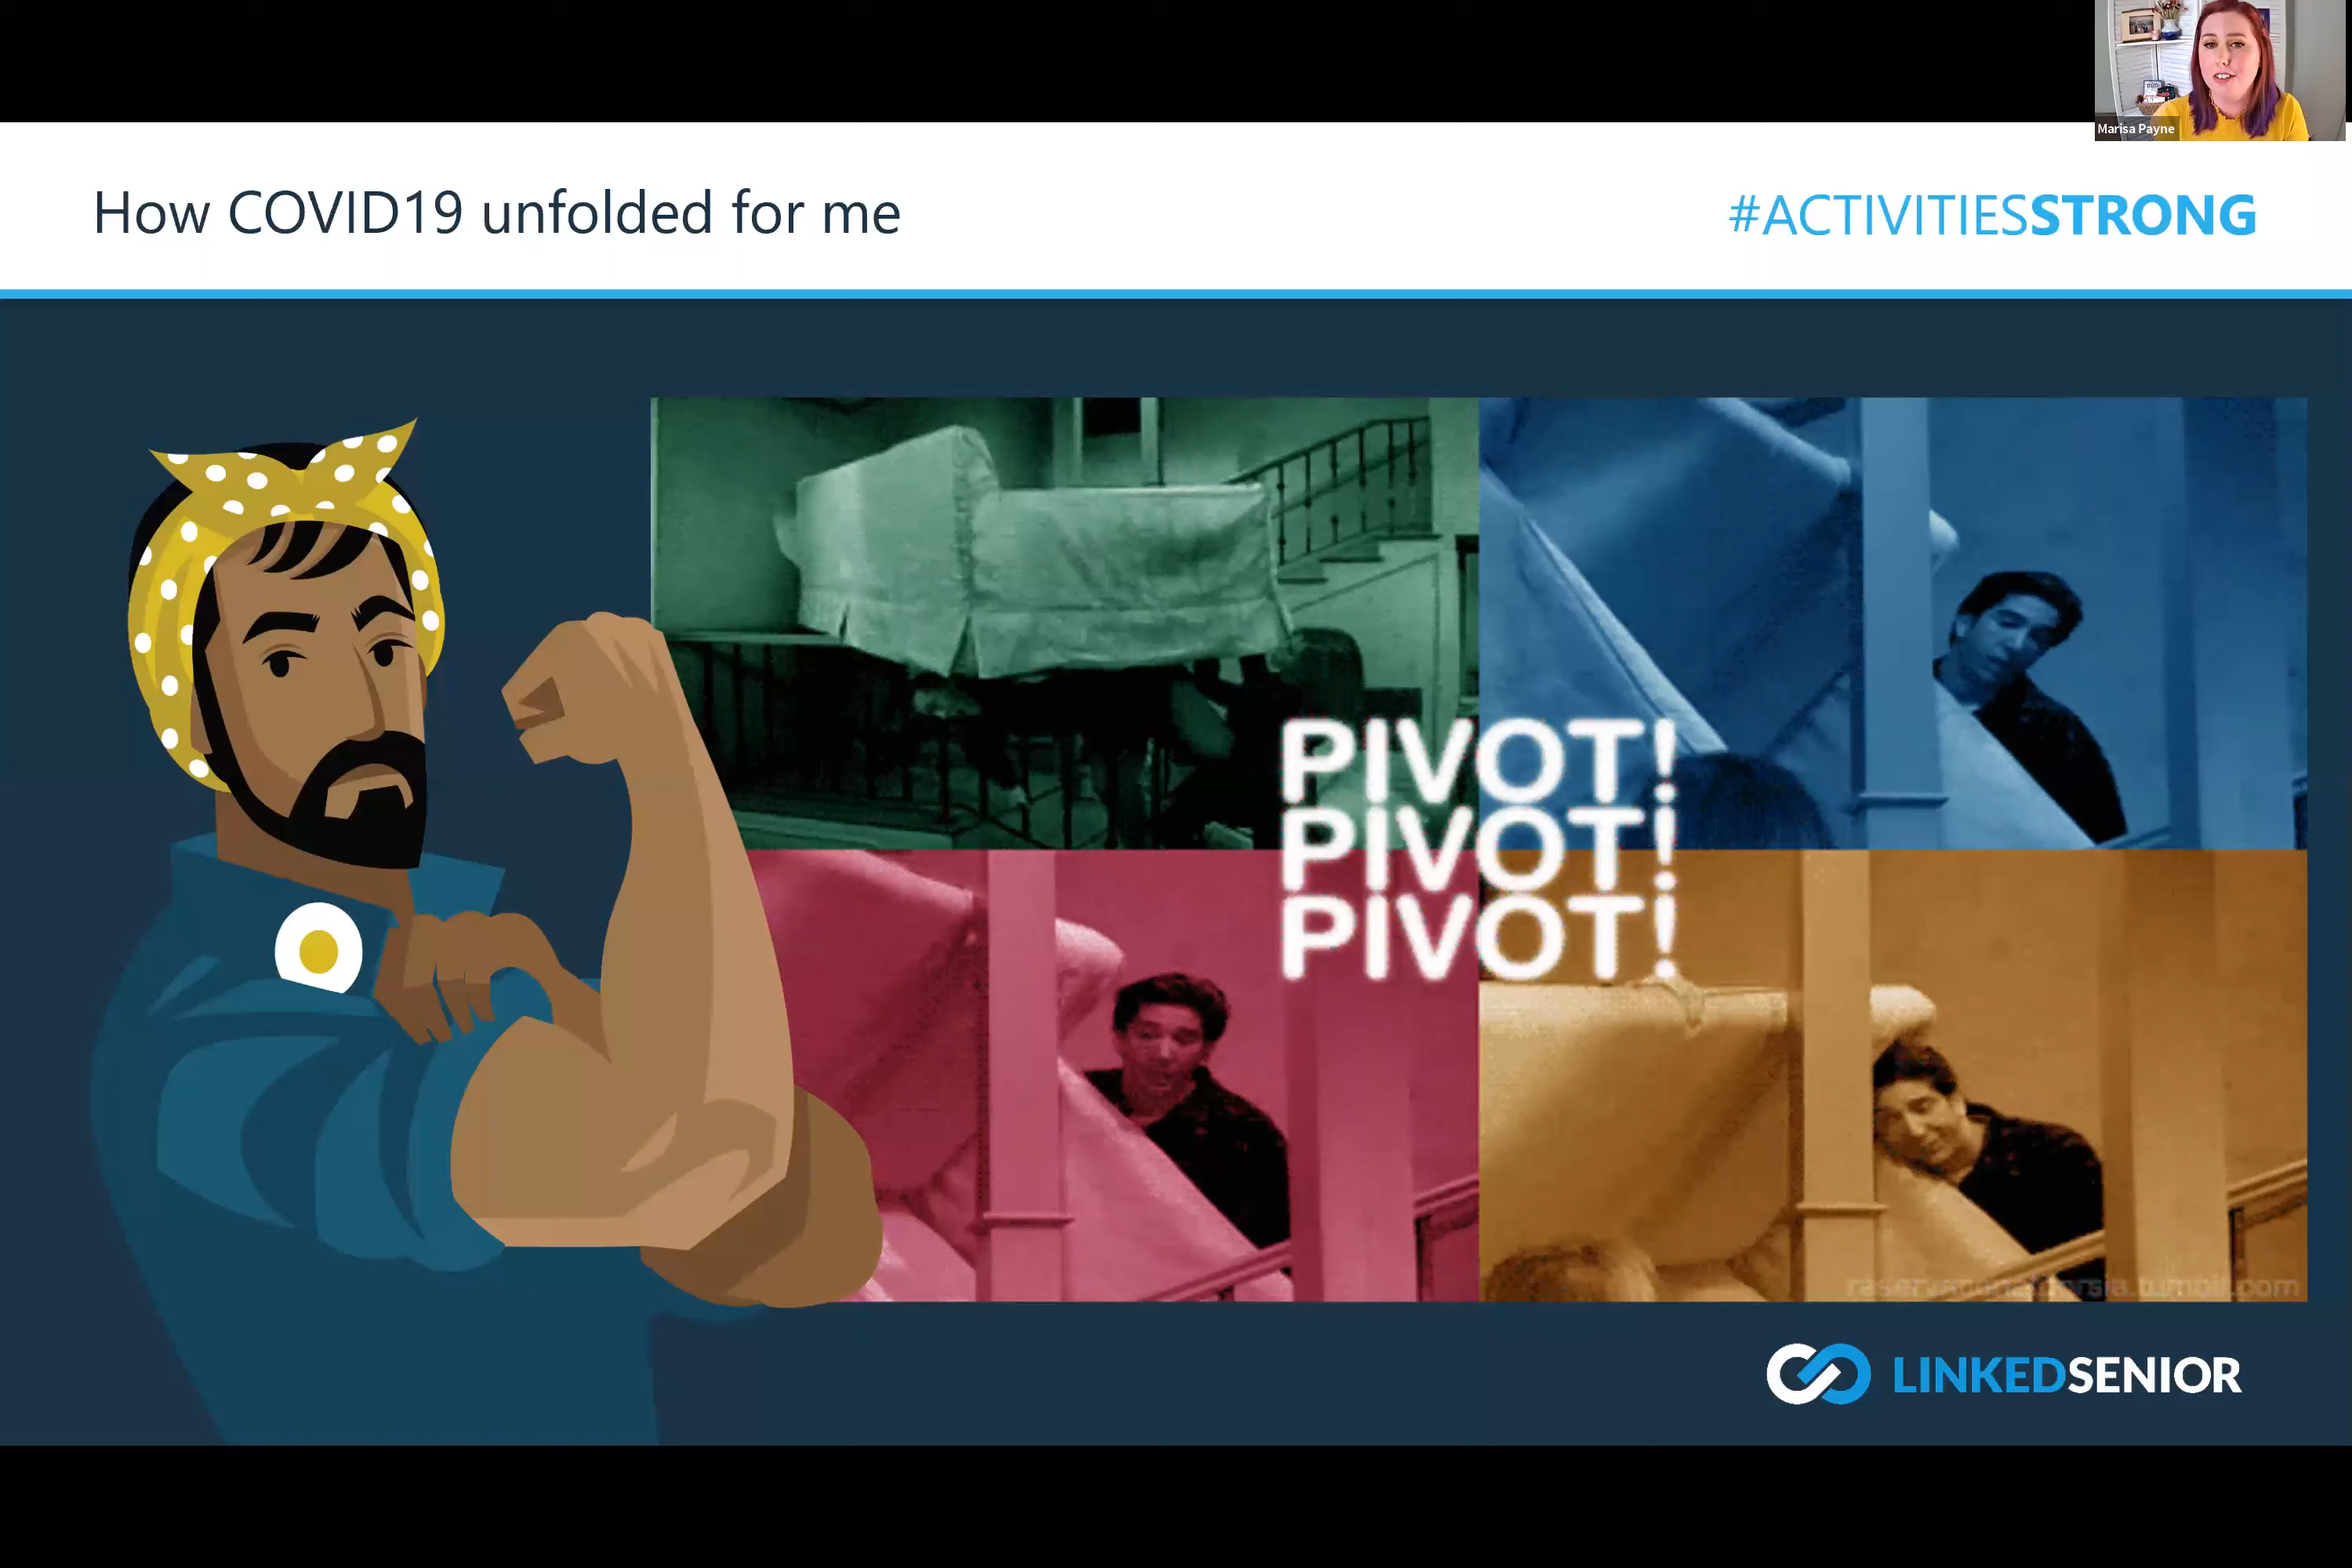 Marisa Payne
How COVID19 unfolded for me
#ACTIVITIESSTRONG
PIVOT!
PIVOT!
PIVOT!
LINKEDSENIOR